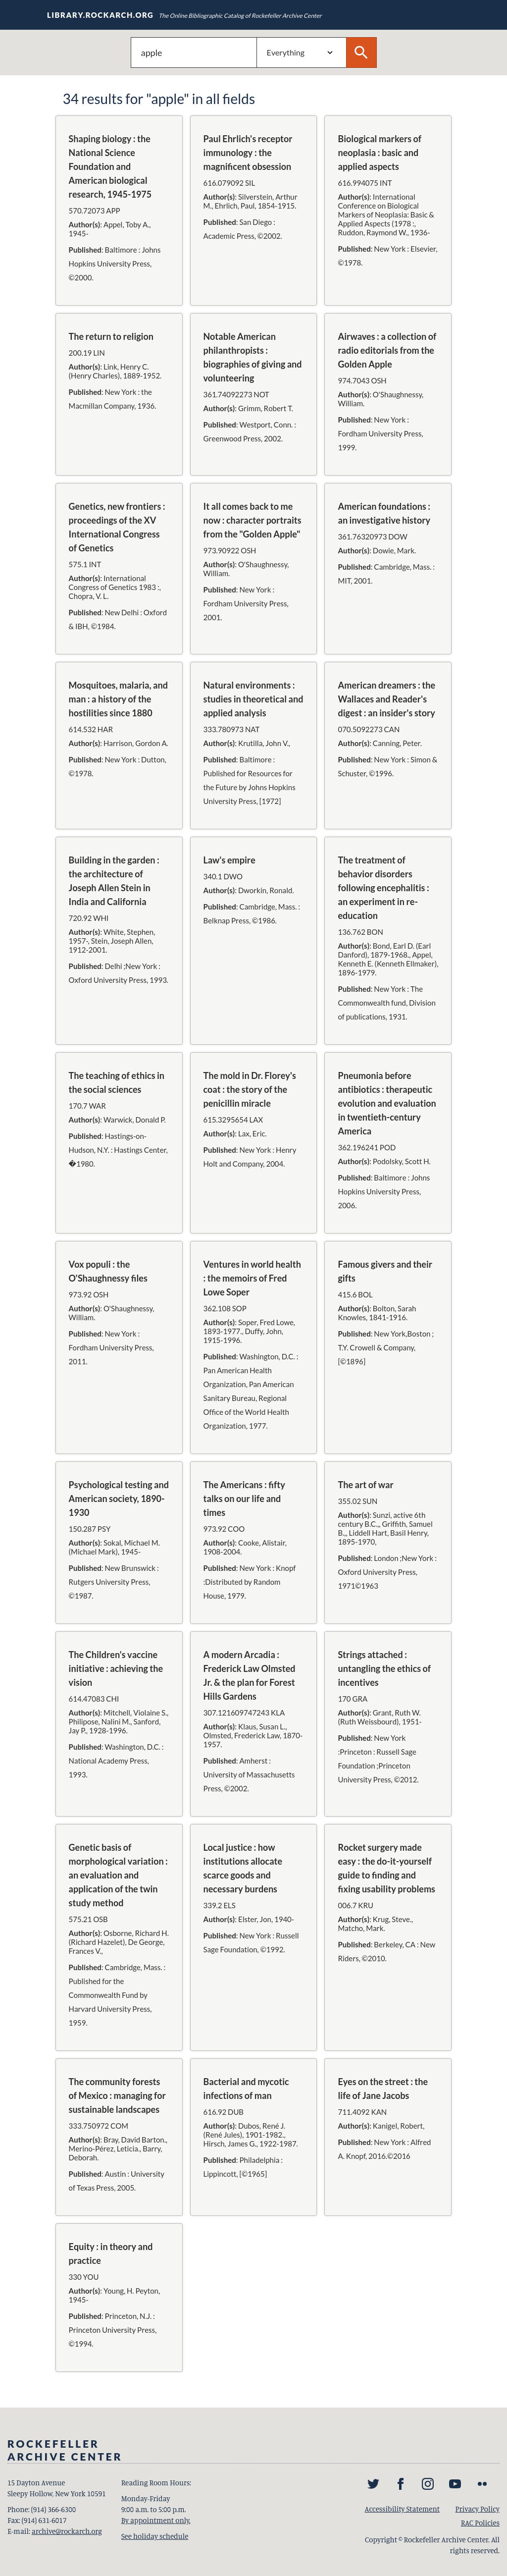 LIBRARY.ROCKARCH.ORG The Online Bibliographic Catalog of Rockefeller Archive Center
apple
Everything
34 results for "apple" in all fields
Shaping biology : the
National Science
Foundation and
American biological
research, 1945-1975
570.72073 APP
Author(s): Appel, Toby A.,
1945-
Published: Baltimore : Johns
Hopkins University Press,
©2000.
Paul Ehrlich's receptor
immunology : the
magnificent obsession
616.079092 SIL
Author(s): Silverstein, Arthur
M., Ehrlich, Paul, 1854-1915.
Published: San Diego :
Academic Press, ©2002.
Biological markers of
neoplasia : basic and
applied aspects
616.994075 INT
Author(s): International
Conference on Biological
Markers of Neoplasia: Basic &
Applied Aspects (1978 :,
Ruddon, Raymond W., 1936-
Published: New York : Elsevier,
©1978.
The return to religion
200.19 LIN
Author(s): Link, Henry C.
(Henry Charles), 1889-1952.
Published: New York : the
Macmillan Company, 1936.
Notable American
philanthropists :
biographies of giving and
volunteering
361.74092273 NOT
Author(s): Grimm, Robert T.
Published: Westport, Conn. :
Greenwood Press, 2002.
Airwaves : a collection of
radio editorials from the
Golden Apple
974.7043 OSH
Author(s): O'Shaughnessy,
William.
Published: New York :
Fordham University Press,
1999.
Genetics, new frontiers :
proceedings of the XV
International Congress
of Genetics
575.1 INT
Author(s): International
Congress of Genetics 1983 :,
Chopra, V. L.
Published: New Delhi : Oxford
& IBH, ©1984.
It all comes back to me
now : character portraits
from the "Golden Apple"
973.90922 OSH
Author(s): O'Shaughnessy,
William.
Published: New York :
Fordham University Press,
2001.
American foundations :
an investigative history
361.76320973 DOW
Author(s): Dowie, Mark.
Published: Cambridge, Mass. :
MIT, 2001.
Mosquitoes, malaria, and
man : a history of the
hostilities since 1880
614.532 HAR
Author(s): Harrison, Gordon A.
Published: New York : Dutton,
©1978.
Natural environments :
studies in theoretical and
applied analysis
333.780973 NAT
Author(s): Krutilla, John V.,
Published: Baltimore :
Published for Resources for
the Future by Johns Hopkins
University Press, [1972]
American dreamers : the
Wallaces and Reader's
digest : an insider's story
070.5092273 CAN
Author(s): Canning, Peter.
Published: New York : Simon &
Schuster, ©1996.
Building in the garden :
the architecture of
Joseph Allen Stein in
India and California
720.92 WHI
Author(s): White, Stephen,
1957-, Stein, Joseph Allen,
1912-2001.
Published: Delhi ;New York :
Oxford University Press, 1993.
Law's empire
340.1 DWO
Author(s): Dworkin, Ronald.
Published: Cambridge, Mass. :
Belknap Press, ©1986.
The treatment of
behavior disorders
following encephalitis :
an experiment in re-
education
136.762 BON
Author(s): Bond, Earl D. (Earl
Danford), 1879-1968., Appel,
Kenneth E. (Kenneth Ellmaker),
1896-1979.
Published: New York : The
Commonwealth fund, Division
of publications, 1931.
The teaching of ethics in
the social sciences
170.7 WAR
Author(s): Warwick, Donald P.
Published: Hastings-on-
Hudson, N.Y. : Hastings Center,
�1980.
The mold in Dr. Florey's
coat : the story of the
penicillin miracle
615.3295654 LAX
Author(s): Lax, Eric.
Published: New York : Henry
Holt and Company, 2004.
Pneumonia before
antibiotics : therapeutic
evolution and evaluation
in twentieth-century
America
362.196241 POD
Author(s): Podolsky, Scott H.
Published: Baltimore : Johns
Hopkins University Press,
2006.
Vox populi : the
O'Shaughnessy files
973.92 OSH
Author(s): O'Shaughnessy,
William.
Published: New York :
Fordham University Press,
2011.
Ventures in world health
: the memoirs of Fred
Lowe Soper
362.108 SOP
Author(s): Soper, Fred Lowe,
1893-1977., Duffy, John,
1915-1996.
Published: Washington, D.C. :
Pan American Health
Organization, Pan American
Sanitary Bureau, Regional
Office of the World Health
Organization, 1977.
Famous givers and their
gifts
415.6 BOL
Author(s): Bolton, Sarah
Knowles, 1841-1916.
Published: New York,Boston ;
T.Y. Crowell & Company,
[©1896]
Psychological testing and
American society, 1890-
1930
150.287 PSY
Author(s): Sokal, Michael M.
(Michael Mark), 1945-
Published: New Brunswick :
Rutgers University Press,
©1987.
The Americans : fifty
talks on our life and
times
973.92 COO
Author(s): Cooke, Alistair,
1908-2004.
Published: New York : Knopf
;Distributed by Random
House, 1979.
The art of war
355.02 SUN
Author(s): Sunzi, active 6th
century B.C., Griffith, Samuel
B., Liddell Hart, Basil Henry,
1895-1970,
Published: London ;New York :
Oxford University Press,
1971©1963
The Children's vaccine
initiative : achieving the
vision
614.47083 CHI
Author(s): Mitchell, Violaine S.,
Philipose, Nalini M., Sanford,
Jay P., 1928-1996.
Published: Washington, D.C. :
National Academy Press,
1993.
A modern Arcadia :
Frederick Law Olmsted
Jr. & the plan for Forest
Hills Gardens
307.121609747243 KLA
Author(s): Klaus, Susan L.,
Olmsted, Frederick Law, 1870-
1957.
Published: Amherst :
University of Massachusetts
Press, ©2002.
Strings attached :
untangling the ethics of
incentives
170 GRA
Author(s): Grant, Ruth W.
(Ruth Weissbourd), 1951-
Published: New York
;Princeton : Russell Sage
Foundation ;Princeton
University Press, ©2012.
Genetic basis of
morphological variation :
an evaluation and
application of the twin
study method
575.21 OSB
Author(s): Osborne, Richard H.
(Richard Hazelet), De George,
Frances V.,
Published: Cambridge, Mass. :
Published for the
Commonwealth Fund by
Harvard University Press,
1959.
Local justice : how
institutions allocate
scarce goods and
necessary burdens
339.2 ELS
Author(s): Elster, Jon, 1940-
Published: New York : Russell
Sage Foundation, ©1992.
Rocket surgery made
easy : the do-it-yourself
guide to finding and
fixing usability problems
006.7 KRU
Author(s): Krug, Steve.,
Matcho, Mark.
Published: Berkeley, CA : New
Riders, ©2010.
The community forests
of Mexico : managing for
sustainable landscapes
333.750972 COM
Author(s): Bray, David Barton.,
Merino-Pérez, Leticia., Barry,
Deborah.
Published: Austin : University
of Texas Press, 2005.
Bacterial and mycotic
infections of man
616.92 DUB
Author(s): Dubos, René J.
(René Jules), 1901-1982.,
Hirsch, James G., 1922-1987.
Published: Philadelphia :
Lippincott, [©1965]
Eyes on the street : the
life of Jane Jacobs
711.4092 KAN
Author(s): Kanigel, Robert,
Published: New York : Alfred
A. Knopf, 2016.©2016
Equity : in theory and
practice
330 YOU
Author(s): Young, H. Peyton,
1945-
Published: Princeton, N.J. :
Princeton University Press,
©1994.
ROCKEFELLER
ARCHIVE CENTER
15 Dayton Avenue
Sleepy Hollow, New York 10591
Phone: (914) 366-6300
Fax: (914) 631-6017
E-mail: archive@rockarch.org
Reading Room Hours:
Monday-Friday
9:00 a.m. to 5:00 p.m.
By appointment only.
See holiday schedule
Accessibility Statement Privacy Policy
RAC Policies
Copyright © Rockefeller Archive Center. All
rights reserved.